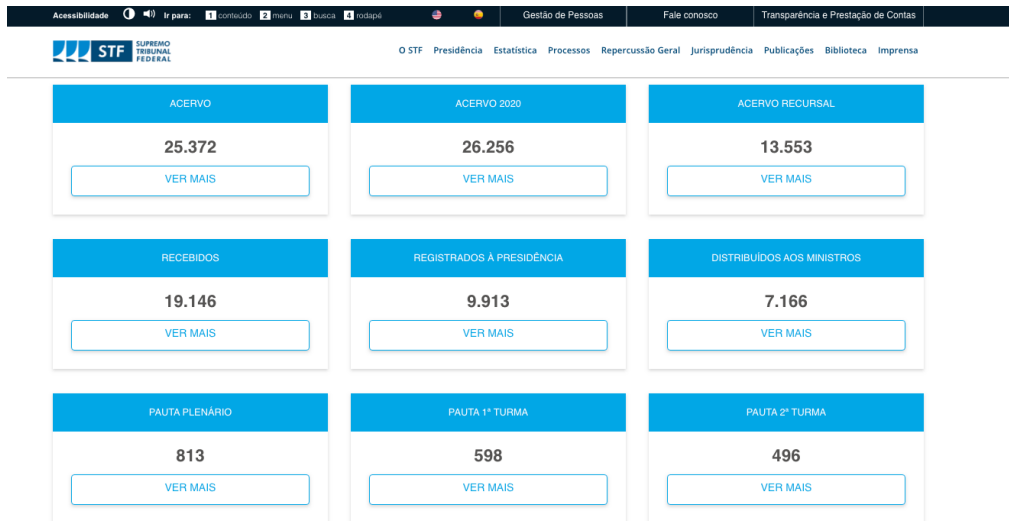 Acessibilidade Ir para: 1 conteúdo 2 menu 3 busca 4 rodapé Gestão de Pessoas Fale conosco Transparência e Prestação de Contas
STF SUPREMO TRIBUNAL FEDERAL O STF Presidência Estatística Processos Repercussão Geral Jurisprudência Publicações Biblioteca Imprensa
ACERVO ACERVO 2020 ACERVO RECURSAL
25.372 26.256 13.553
VER MAIS VER MAIS VER MAIS
RECEBIDOS REGISTRADOS À PRESIDÊNCIA DISTRIBUÍDOS AOS MINISTROS
19.146 9.913 7.166
VER MAIS VER MAIS VER MAIS
PAUTA PLENÁRIO PAUTA 1ª TURMA PAUTA 2ª TURMA
813 598 496
VER MAIS VER MAIS VER MAIS